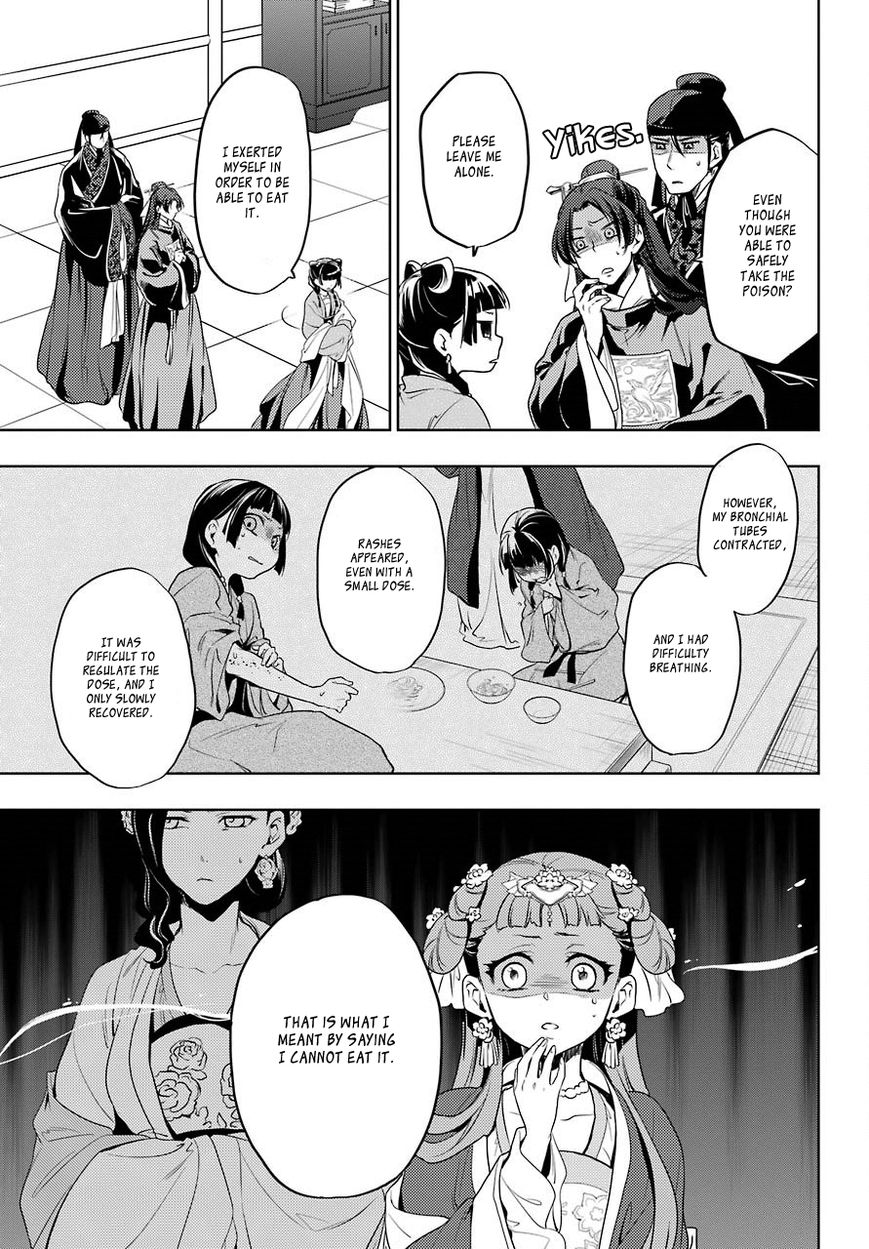 EVEN
THOUGH
YOU WERE
ABLE TO
SAFELY
TAKE THE
POISON?
Yikes.
PLEASE
LEAVE ME
ALONE.
I EXERTED
MYSELF IN
ORDER TO BE
ABLE TO EAT
IT.
HOWEVER,
MY BRONCHIAL
TUBES
CONTRACTED,
AND I HAD
DIFFICULTY
BREATHING.
RASHES
APPEARED,
EVEN WITH A
SMALL DOSE.
IT WAS
DIFFICULT TO
REGULATE THE
DOSE, AND I
ONLY SLOWLY
RECOVERED.
THAT IS WHAT I
MEANT BY SAYING
I CANNOT EAT IT.